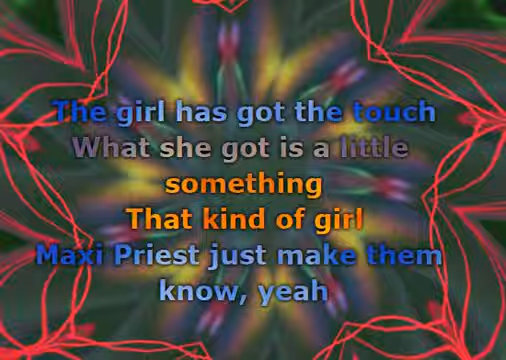 The girl has got the touch
What she got is a little
something
That kind of girl
Maxi Priest just make them
know, yeah